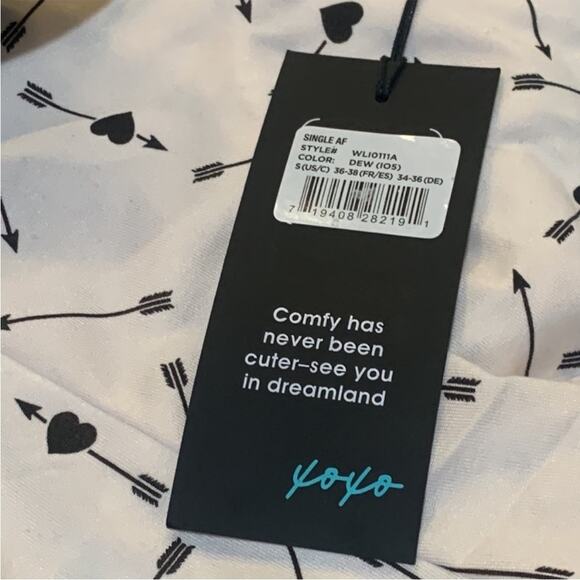 SINGLE AF
STYLE# WLI0111A
COLOR: DEW (IO5)
S(US/C) 36-38(FR/ES) 34-36(DE)
7 19408 28219 1
Comfy has
never been
cuter–see you
in dreamland
xoxo